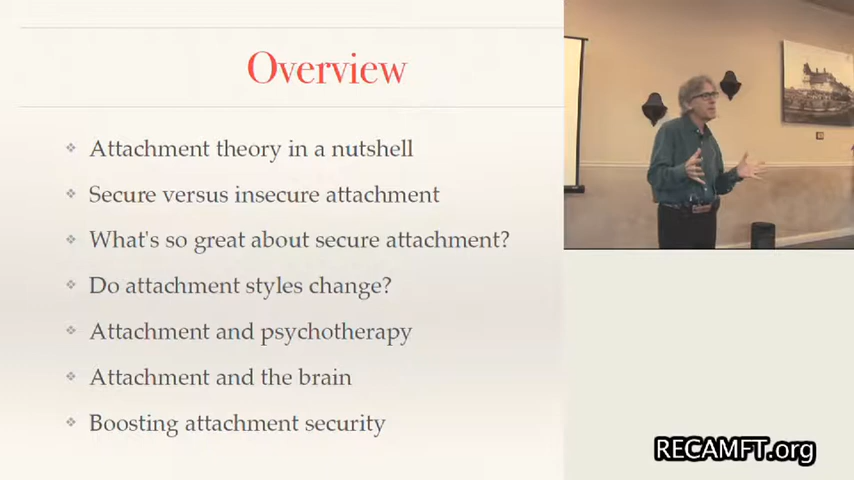 Overview
Attachment theory in a nutshell
Secure versus insecure attachment
What's so great about secure attachment?
Do attachment styles change?
Attachment and psychotherapy
Attachment and the brain
Boosting attachment security
RECAMFT.org